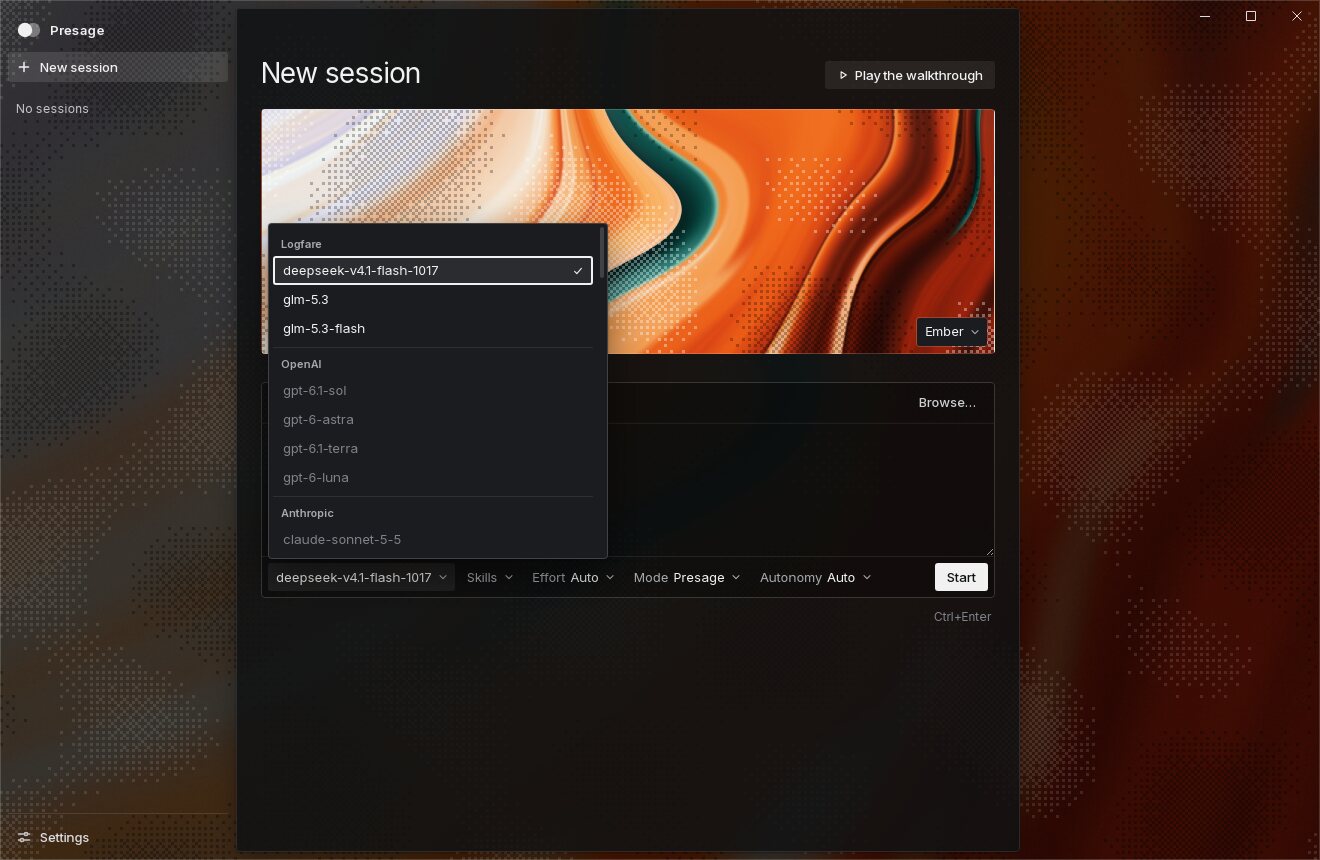 Presage
New session
No sessions
New session
Play the walkthrough
Logfare
deepseek-v4.1-flash-1017
glm-5.3
glm-5.3-flash
OpenAI
gpt-6.1-sol
gpt-6-astra
gpt-6.1-terra
gpt-6-luna
Anthropic
claude-sonnet-5-5
Ember
Browse...
deepseek-v4.1-flash-1017 Skills Effort Auto Mode Presage Autonomy Auto Start
Ctrl+Enter
Settings